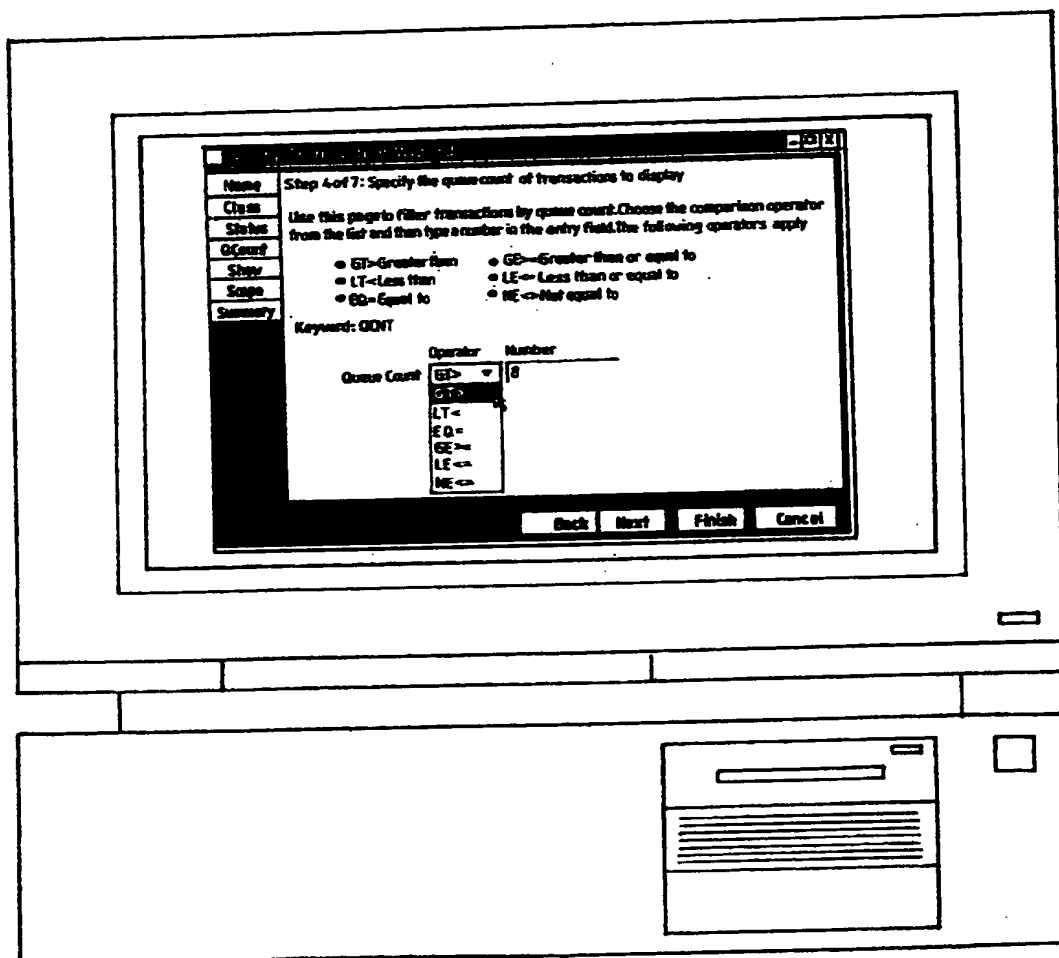 Name
Class
Status
QCount
Show
Scope
Summary
Step 4of 7: Specify the queue count of transactions to display
Use this page to filter transactions by queue count.Choose the comparison operator
from the list and then type a number in the entry field.The following operators apply
GT>Greater than GE>=Greater than or equal to
LT<Less than LE<=Less than or equal to
EQ=Equal to NE<>Not equal to
Keyword: QCNT
Operator Number
Queue Count GT> 8
GT>
LT<
EQ=
GE>=
LE<=
NE<>
Back Next Finish Cancel